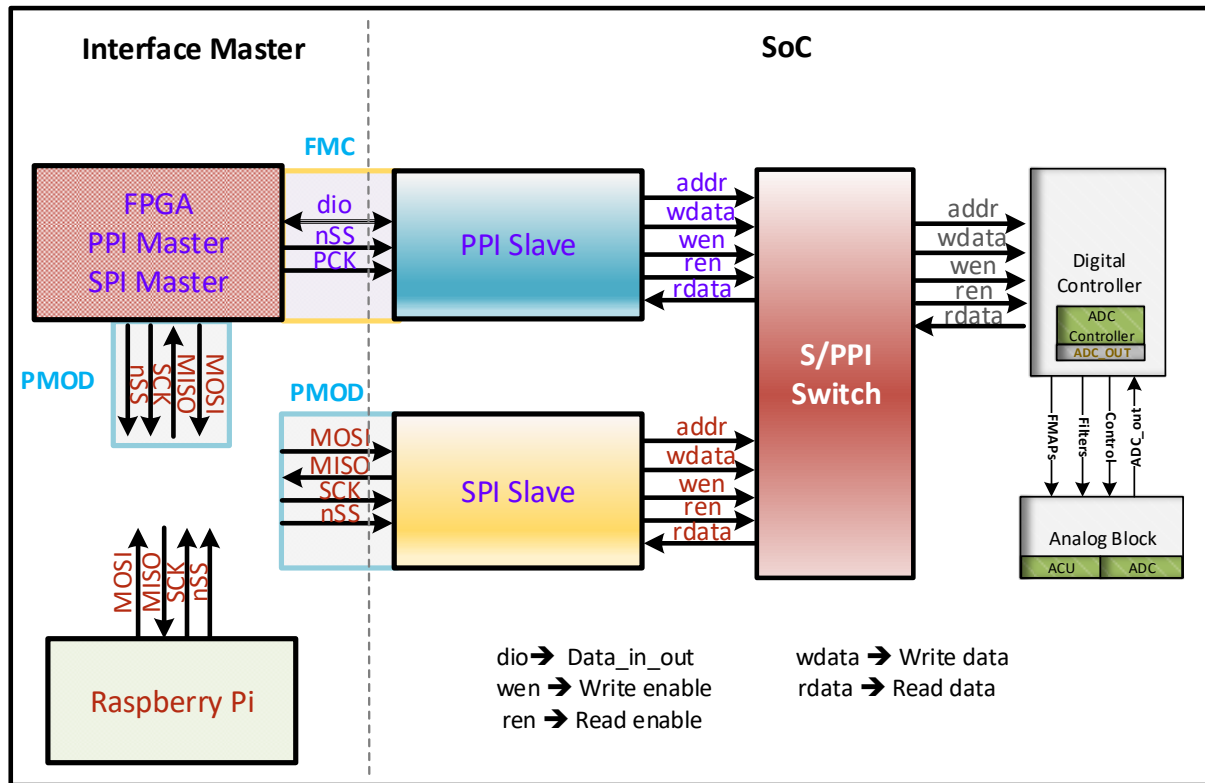 Interface Master
SoC
FMC
FPGA
PPI Master
SPI Master
dio
nSS
PCK
PPI Slave
addr
wdata
wen
ren
rdata
S/PPI
Switch
addr
wdata
wen
ren
rdata
Digital
Controller
ADC
Controller
ADC_OUT
PMOD
nSS
SCK
MISO
MOSI
PMOD
MOSI
MISO
SCK
nSS
SPI Slave
addr
wdata
wen
ren
rdata
FMAPs
Filters
Control
ADC_out
Analog Block
ACU
ADC
MOSI
MISO
SCK
nSS
Raspberry Pi
dio➔ Data_in_out
wen ➔ Write enable
ren ➔ Read enable
wdata ➔ Write data
rdata ➔ Read data